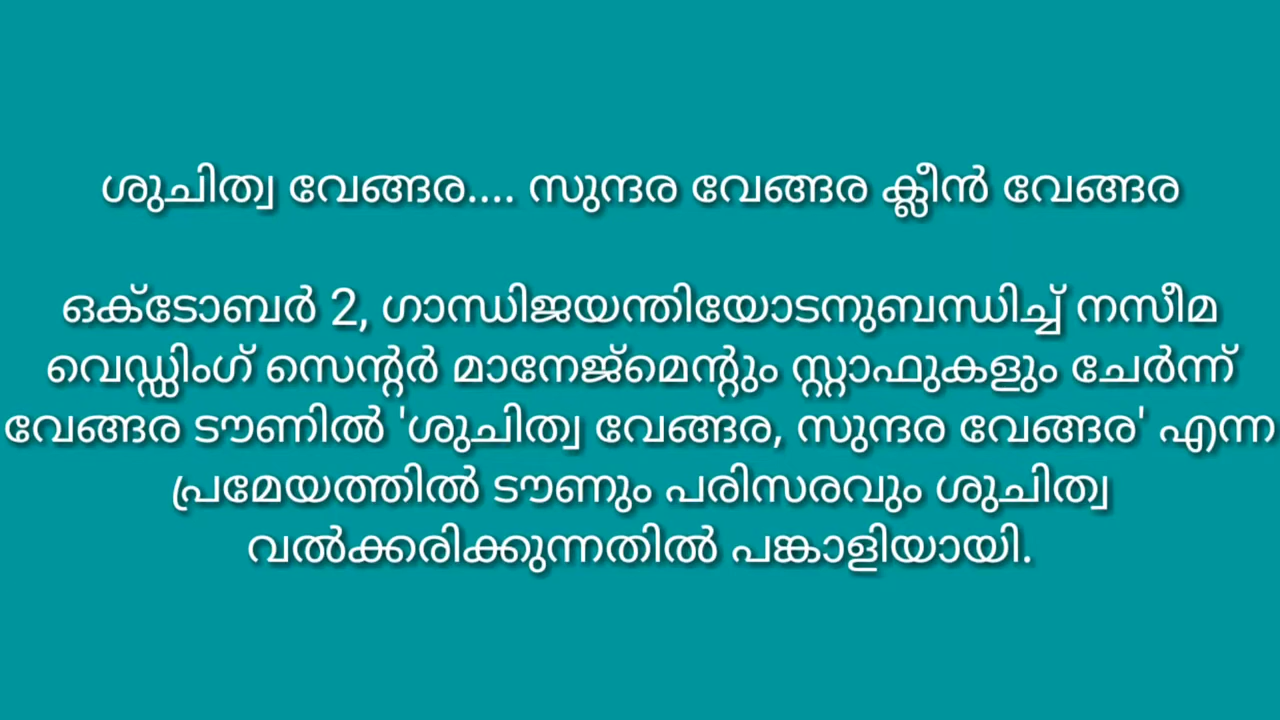 ശുചിത്വ വേങ്ങര.... സുന്ദര വേങ്ങര ക്ലീൻ വേങ്ങര
ഒക്ടോബർ 2, ഗാന്ധിജയന്തിയോടനുബന്ധിച്ച് നസീമ
വെഡ്ഡിംഗ് സെന്റർ മാനേജ്മെന്റും സ്റ്റാഫുകളും ചേർന്ന്
വേങ്ങര ടൗണിൽ 'ശുചിത്വ വേങ്ങര, സുന്ദര വേങ്ങര' എന്ന
പ്രമേയത്തിൽ ടൗണും പരിസരവും ശുചിത്വ
വൽക്കരിക്കുന്നതിൽ പങ്കാളിയായി.